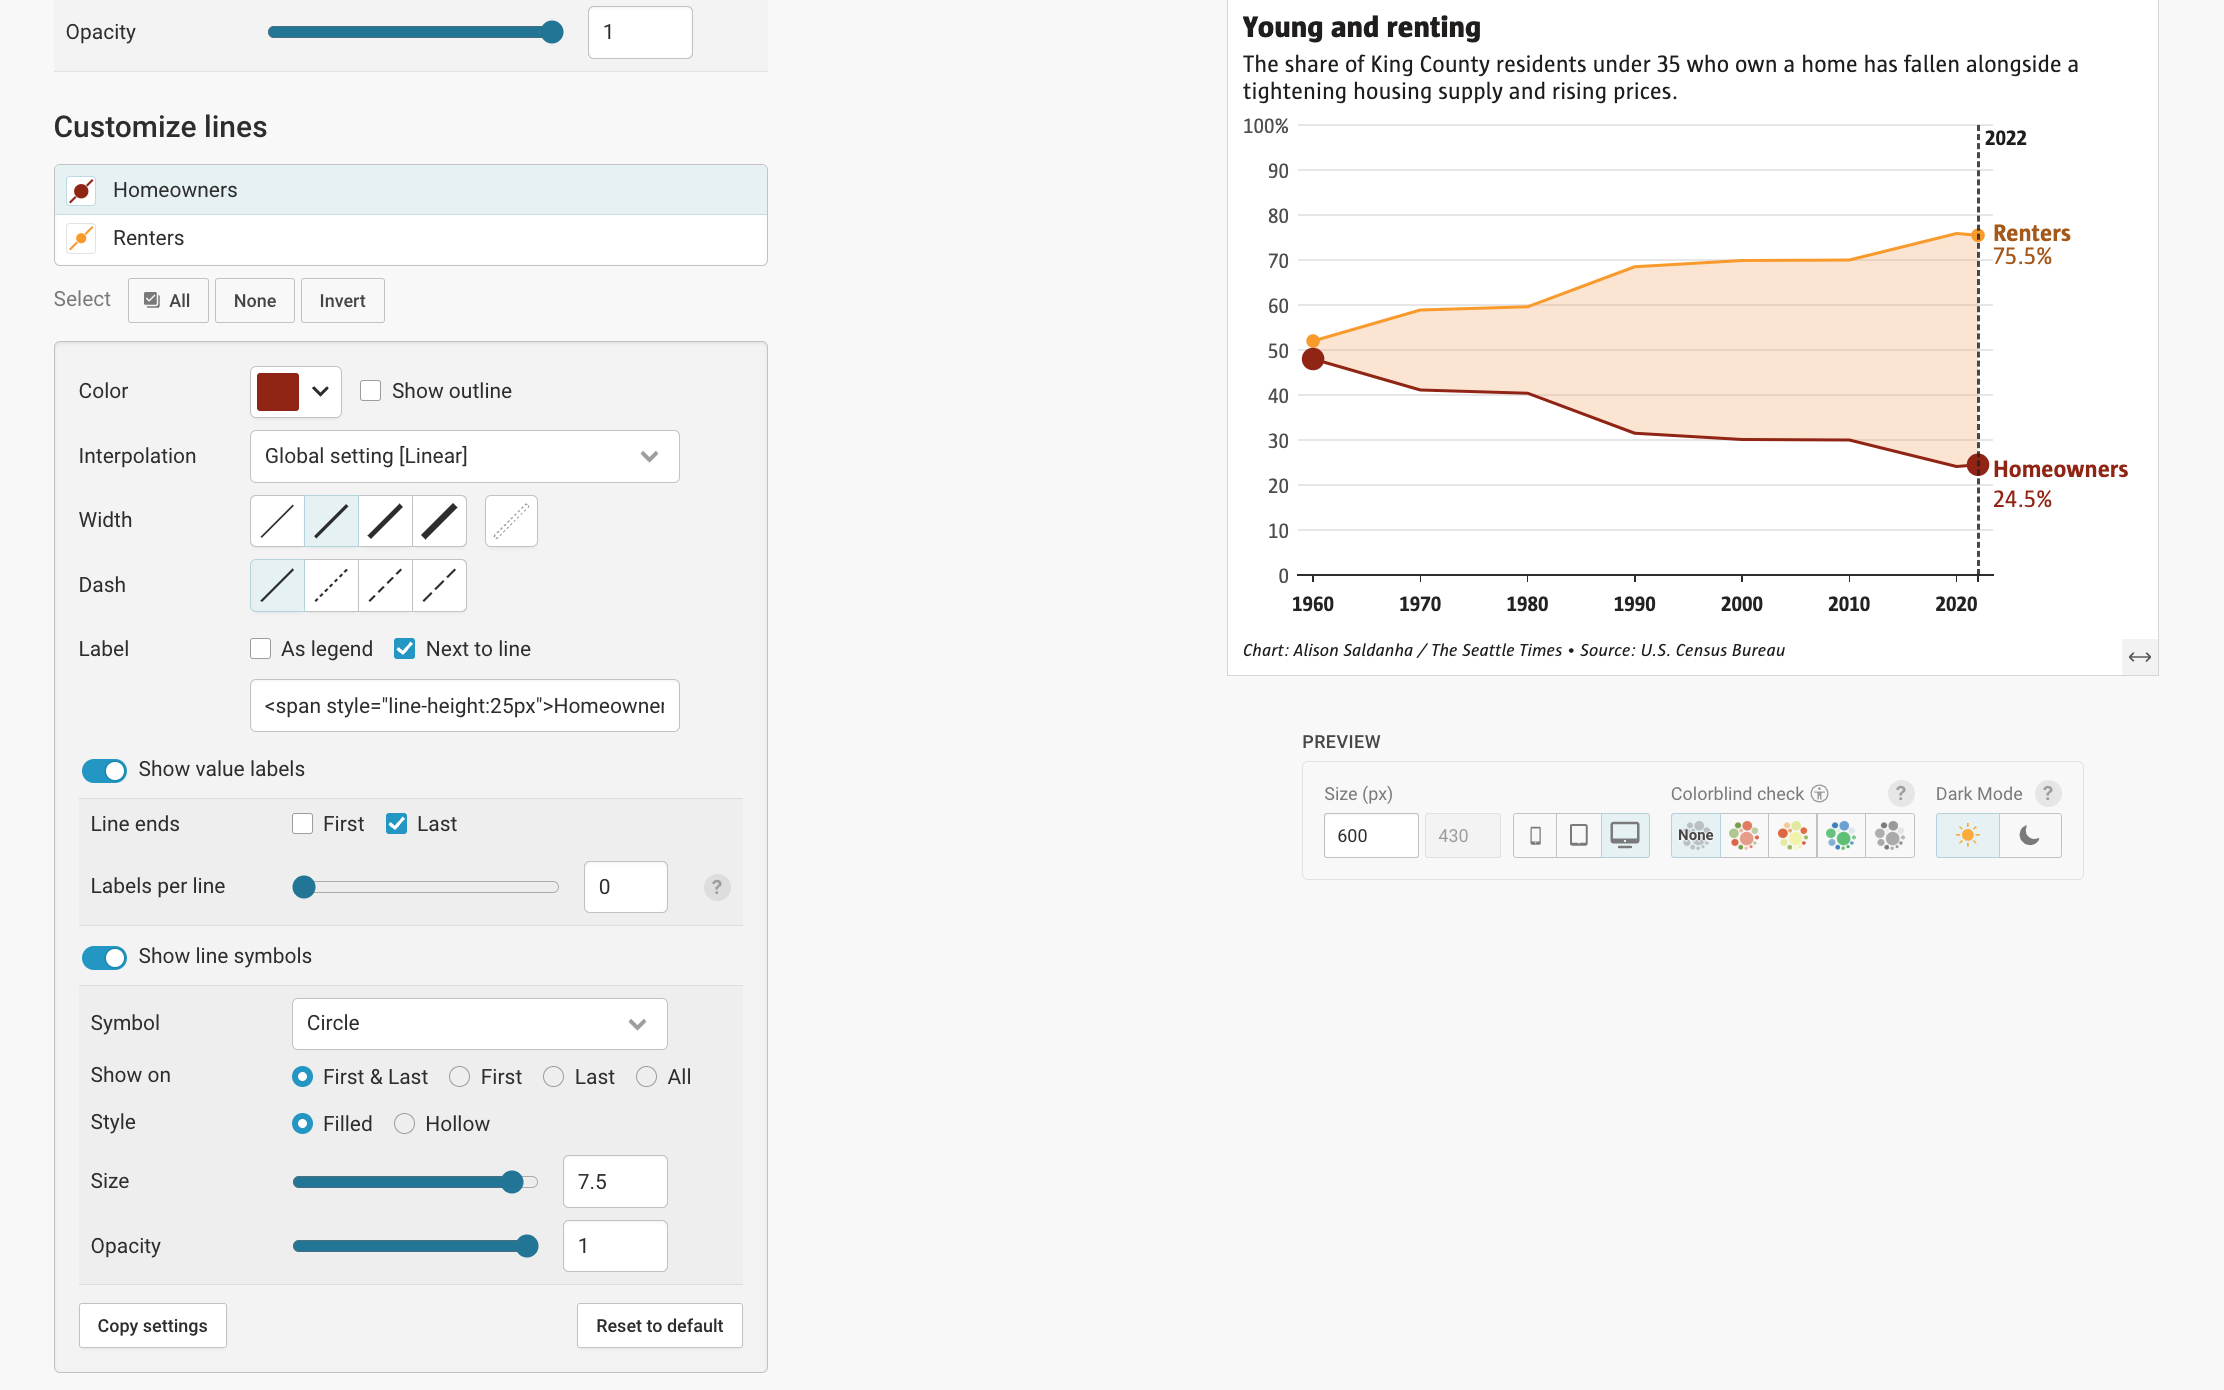 Opacity
1
Customize lines
Homeowners
Renters
Select
All
None
Invert
Color
Show outline
Interpolation
Global setting [Linear]
Width
Dash
Label
As legend
Next to line
<span style="line-height:25px">Homeowner
Show value labels
Line ends
First
Last
Labels per line
0
?
Show line symbols
Symbol
Circle
Show on
First & Last
First
Last
All
Style
Filled
Hollow
Size
7.5
Opacity
1
Copy settings
Reset to default
Young and renting
The share of King County residents under 35 who own a home has fallen alongside a
tightening housing supply and rising prices.
100%
90
80
70
60
50
40
30
20
10
0
2022
Renters
75.5%
Homeowners
24.5%
1960
1970
1980
1990
2000
2010
2020
Chart: Alison Saldanha / The Seattle Times • Source: U.S. Census Bureau
PREVIEW
Size (px)
600
430
Colorblind check
?
None
Dark Mode
?